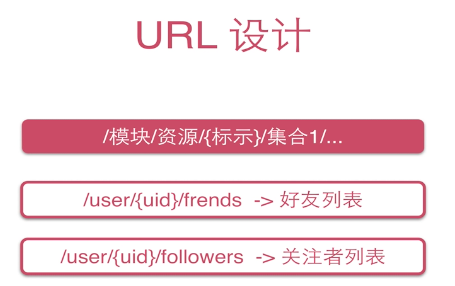 URL 设计
/模块/资源/{标示}/集合1/...
/user/{uid}/frends -> 好友列表
/user/{uid}/followers -> 关注者列表